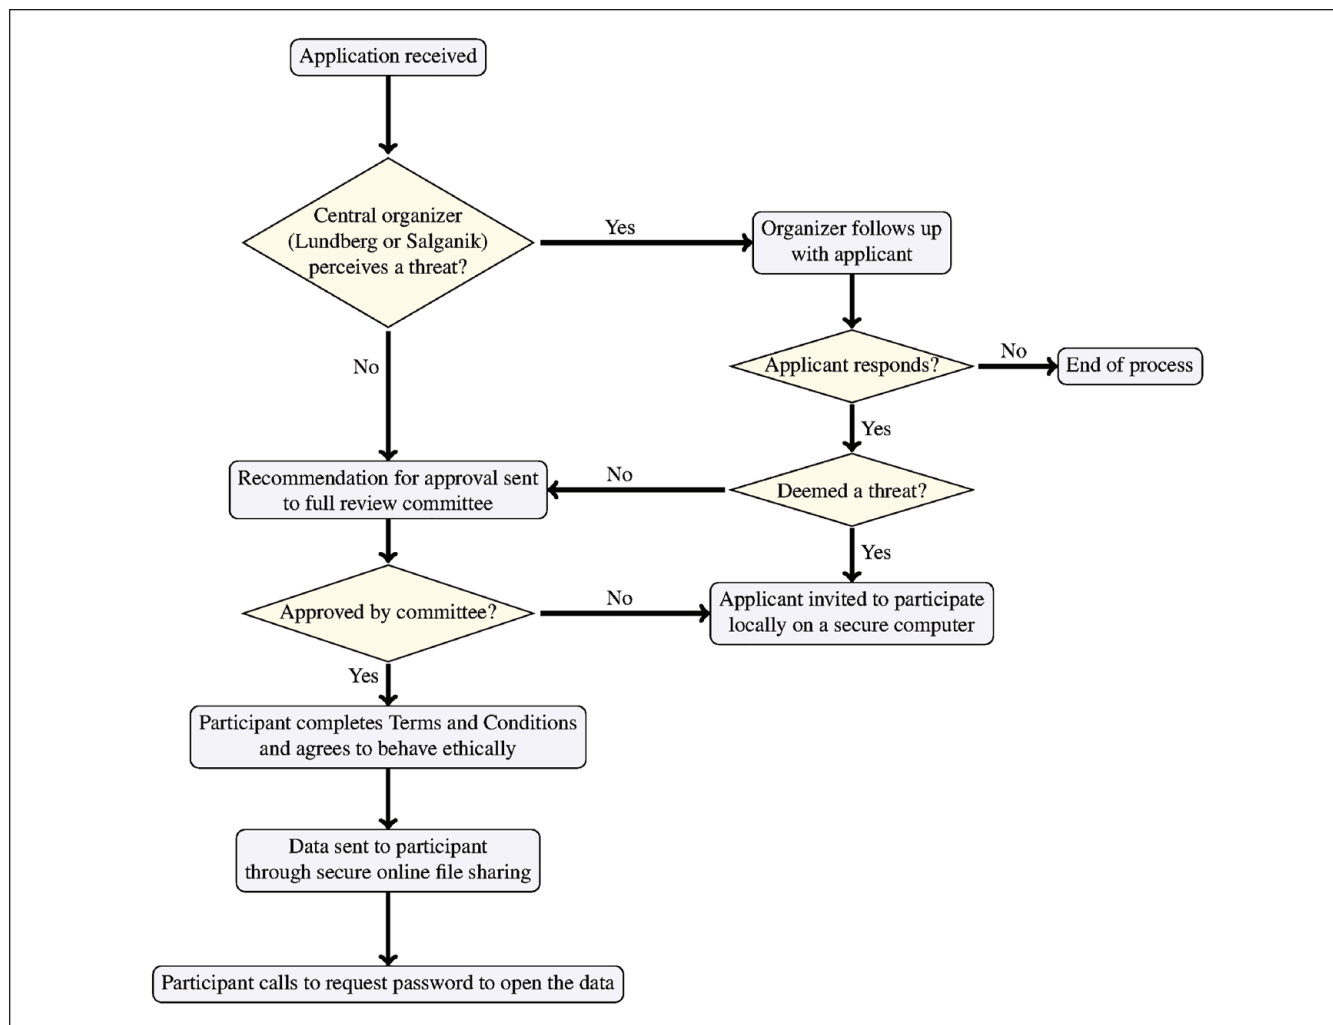 Application received
Central organizer
(Lundberg or Salganik)
perceives a threat?
Yes
Organizer follows up
with applicant
No
Applicant responds?
No
End of process
Yes
Recommendation for approval sent
to full review committee
No
Deemed a threat?
Yes
Approved by committee?
No
Applicant invited to participate
locally on a secure computer
Yes
Participant completes Terms and Conditions
and agrees to behave ethically
Data sent to participant
through secure online file sharing
Participant calls to request password to open the data